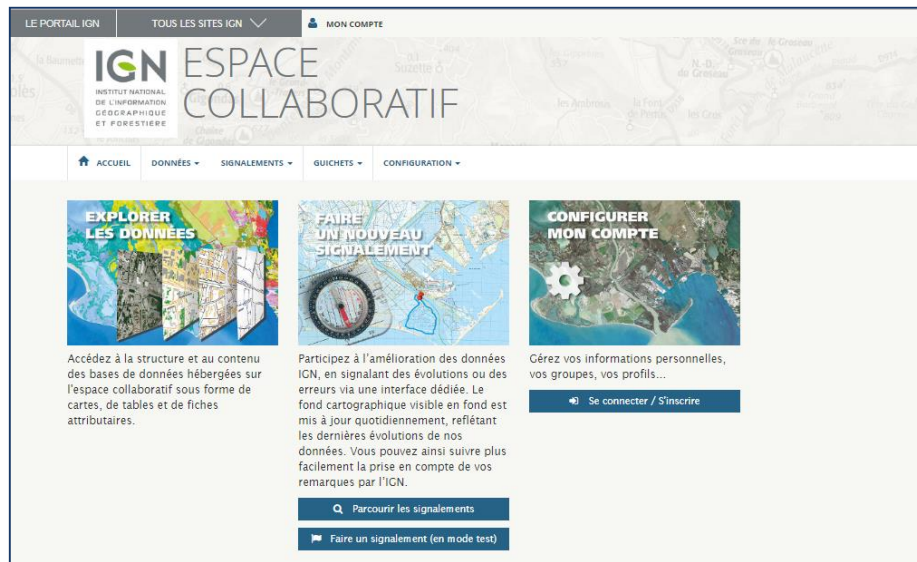 LE PORTAIL IGN
TOUS LES SITES IGN
MON COMPTE
IGN
INSTITUT NATIONAL
DE L'INFORMATION
GÉOGRAPHIQUE
ET FORESTIÈRE
ESPACE
COLLABORATIF
Suzette
N.-D.
du Groseau
les Ambrosis
ACCUEIL
DONNÉES
SIGNALEMENTS
GUICHETS
CONFIGURATION
EXPLORER
LES DONNÉES
Accédez à la structure et au contenu
des bases de données hébergées sur
l'espace collaboratif sous forme de
cartes, de tables et de fiches
attributaires.
FAIRE
UN NOUVEAU
SIGNALEMENT
Participez à l'amélioration des données
IGN, en signalant des évolutions ou des
erreurs via une interface dédiée. Le
fond cartographique visible en fond est
mis à jour quotidiennement, reflétant
les dernières évolutions de nos
données. Vous pouvez ainsi suivre plus
facilement la prise en compte de vos
remarques par l'IGN.
Parcourir les signalements
Faire un signalement (en mode test)
CONFIGURER
MON COMPTE
Gérez vos informations personnelles,
vos groupes, vos profils...
Se connecter / S'inscrire